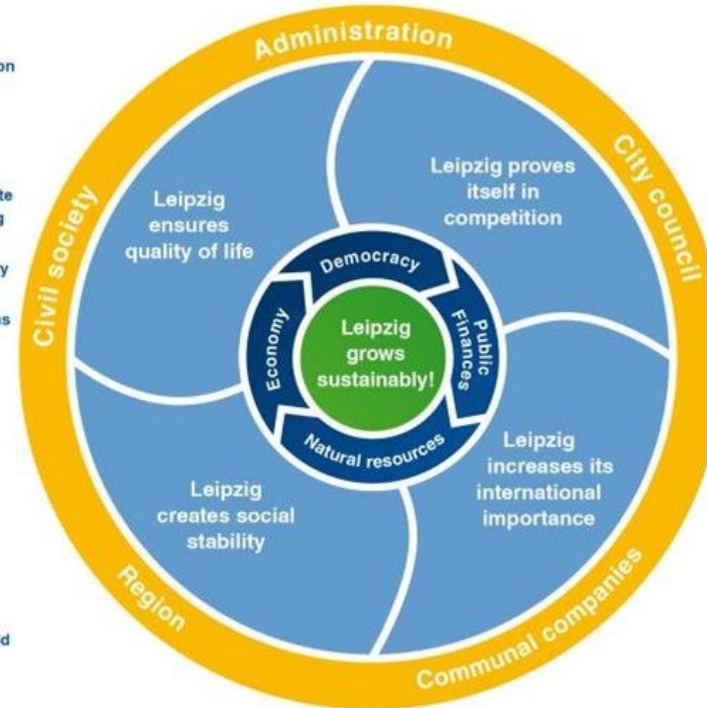 Administration
City council
Communal companies
Region
Civil society
Leipzig
ensures
quality of life
Leipzig proves
itself in
competition
Leipzig
increases its
international
importance
Leipzig
creates social
stability
Democracy
Public
Finances
Natural resources
Economy
Leipzig
grows
sustainably!